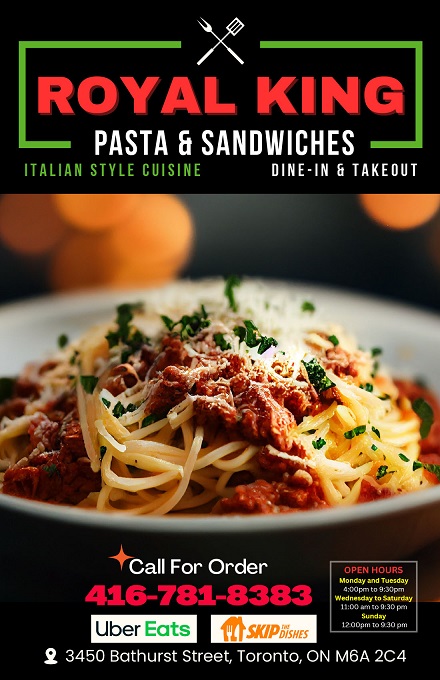 ROYAL KING
PASTA & SANDWICHES
ITALIAN STYLE CUISINE
DINE-IN & TAKEOUT
Call For Order
416-781-8383
Uber Eats
SKIP THE DISHES
OPEN HOURS
Monday and Tuesday
4:00pm to 9:30pm
Wednesday to Saturday
11:00 am to 9:30 pm
Sunday
12:00pm to 9:30 pm
3450 Bathurst Street, Toronto, ON M6A 2C4